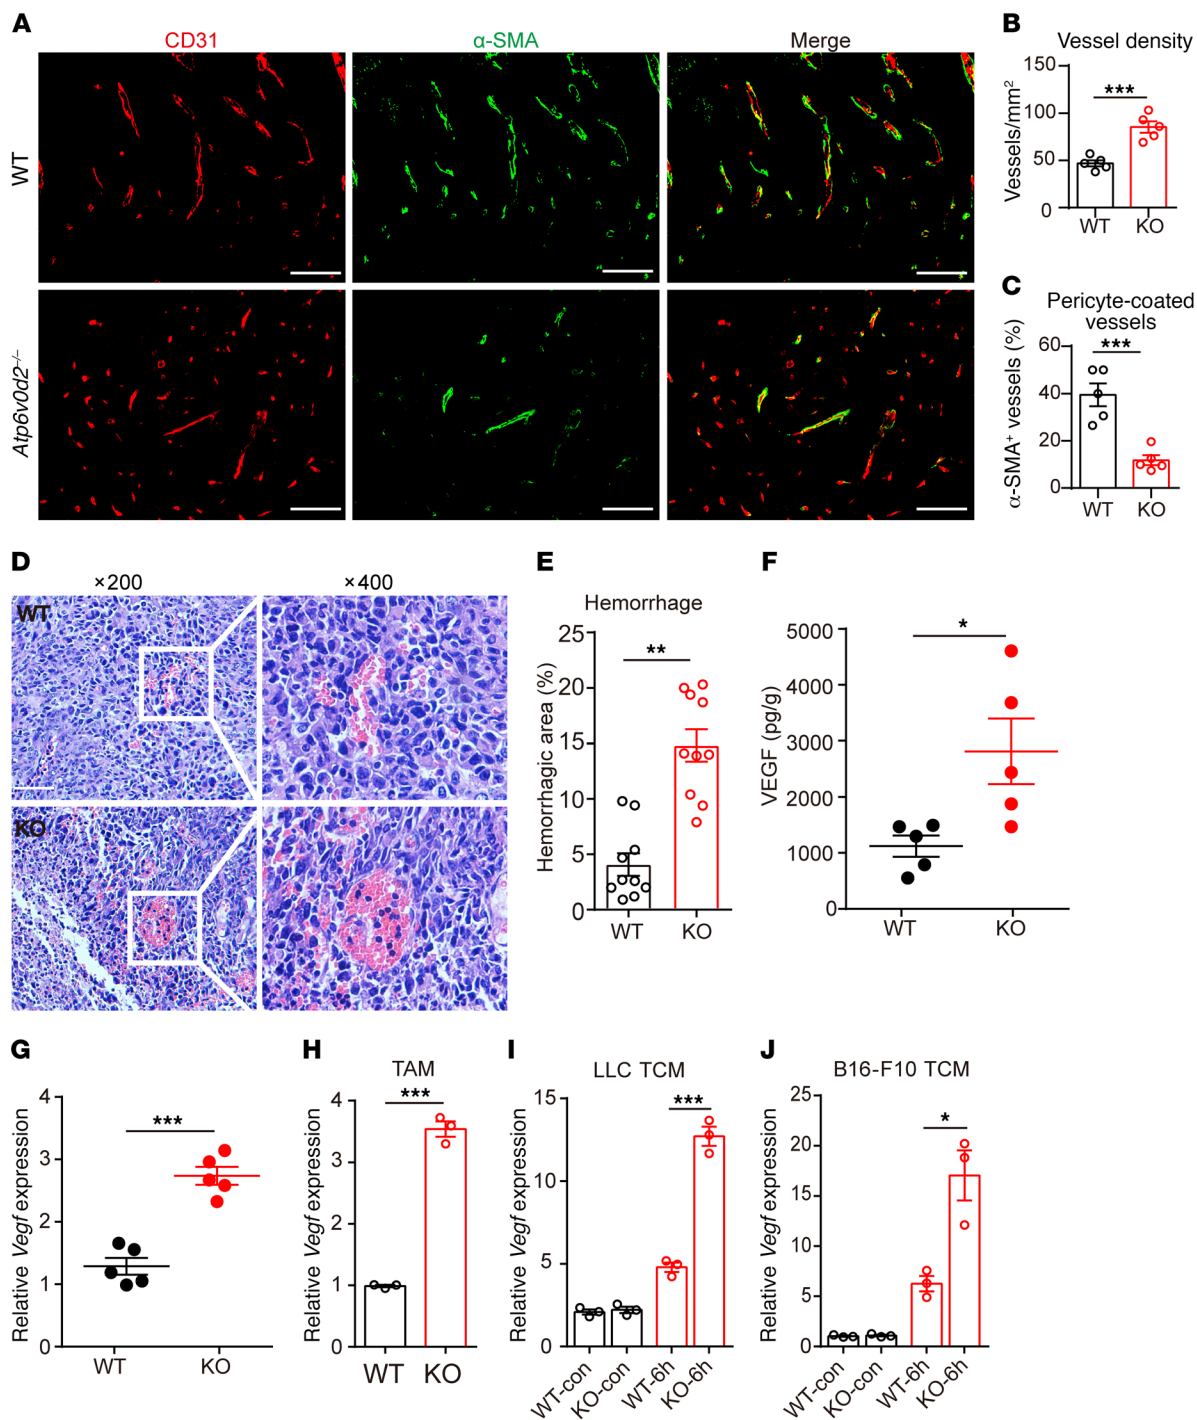 A
CD31
α-SMA
Merge
WT
Atp6v0d2–/–
B
Vessel density
Vessels/mm2
150
100
50
0
***
WT
KO
C
Pericyte-coated
vessels
α-SMA+ vessels (%)
60
40
20
0
***
WT
KO
D
×200
×400
WT
KO
E
Hemorrhage
Hemorrhagic area (%)
25
20
15
10
5
0
**
WT
KO
F
VEGF (pg/g)
5000
4000
3000
2000
1000
0
*
WT
KO
G
Relative Vegf expression
4
3
2
1
0
***
WT
KO
H
TAM
Relative Vegf expression
4
3
2
1
0
***
WT
KO
I
LLC TCM
Relative Vegf expression
15
10
5
0
***
WT-con
KO-con
WT-6h
KO-6h
J
B16-F10 TCM
Relative Vegf expression
25
20
15
10
5
0
*
WT-con
KO-con
WT-6h
KO-6h